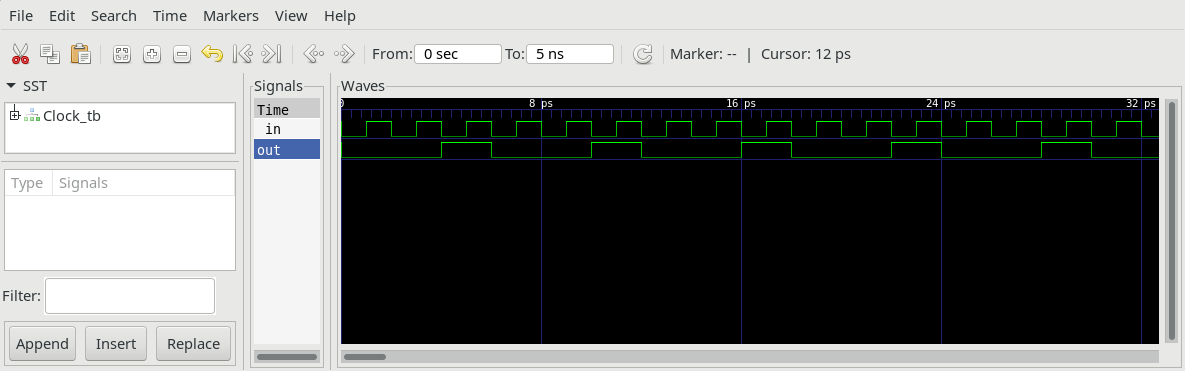 File Edit Search Time Markers View Help
From: 0 sec To: 5 ns Marker: -- | Cursor: 12 ps
SST
Clock_tb
Type Signals
Filter:
Append Insert Replace
Signals
Time
in
out
Waves
0 8 ps 16 ps 24 ps 32 ps